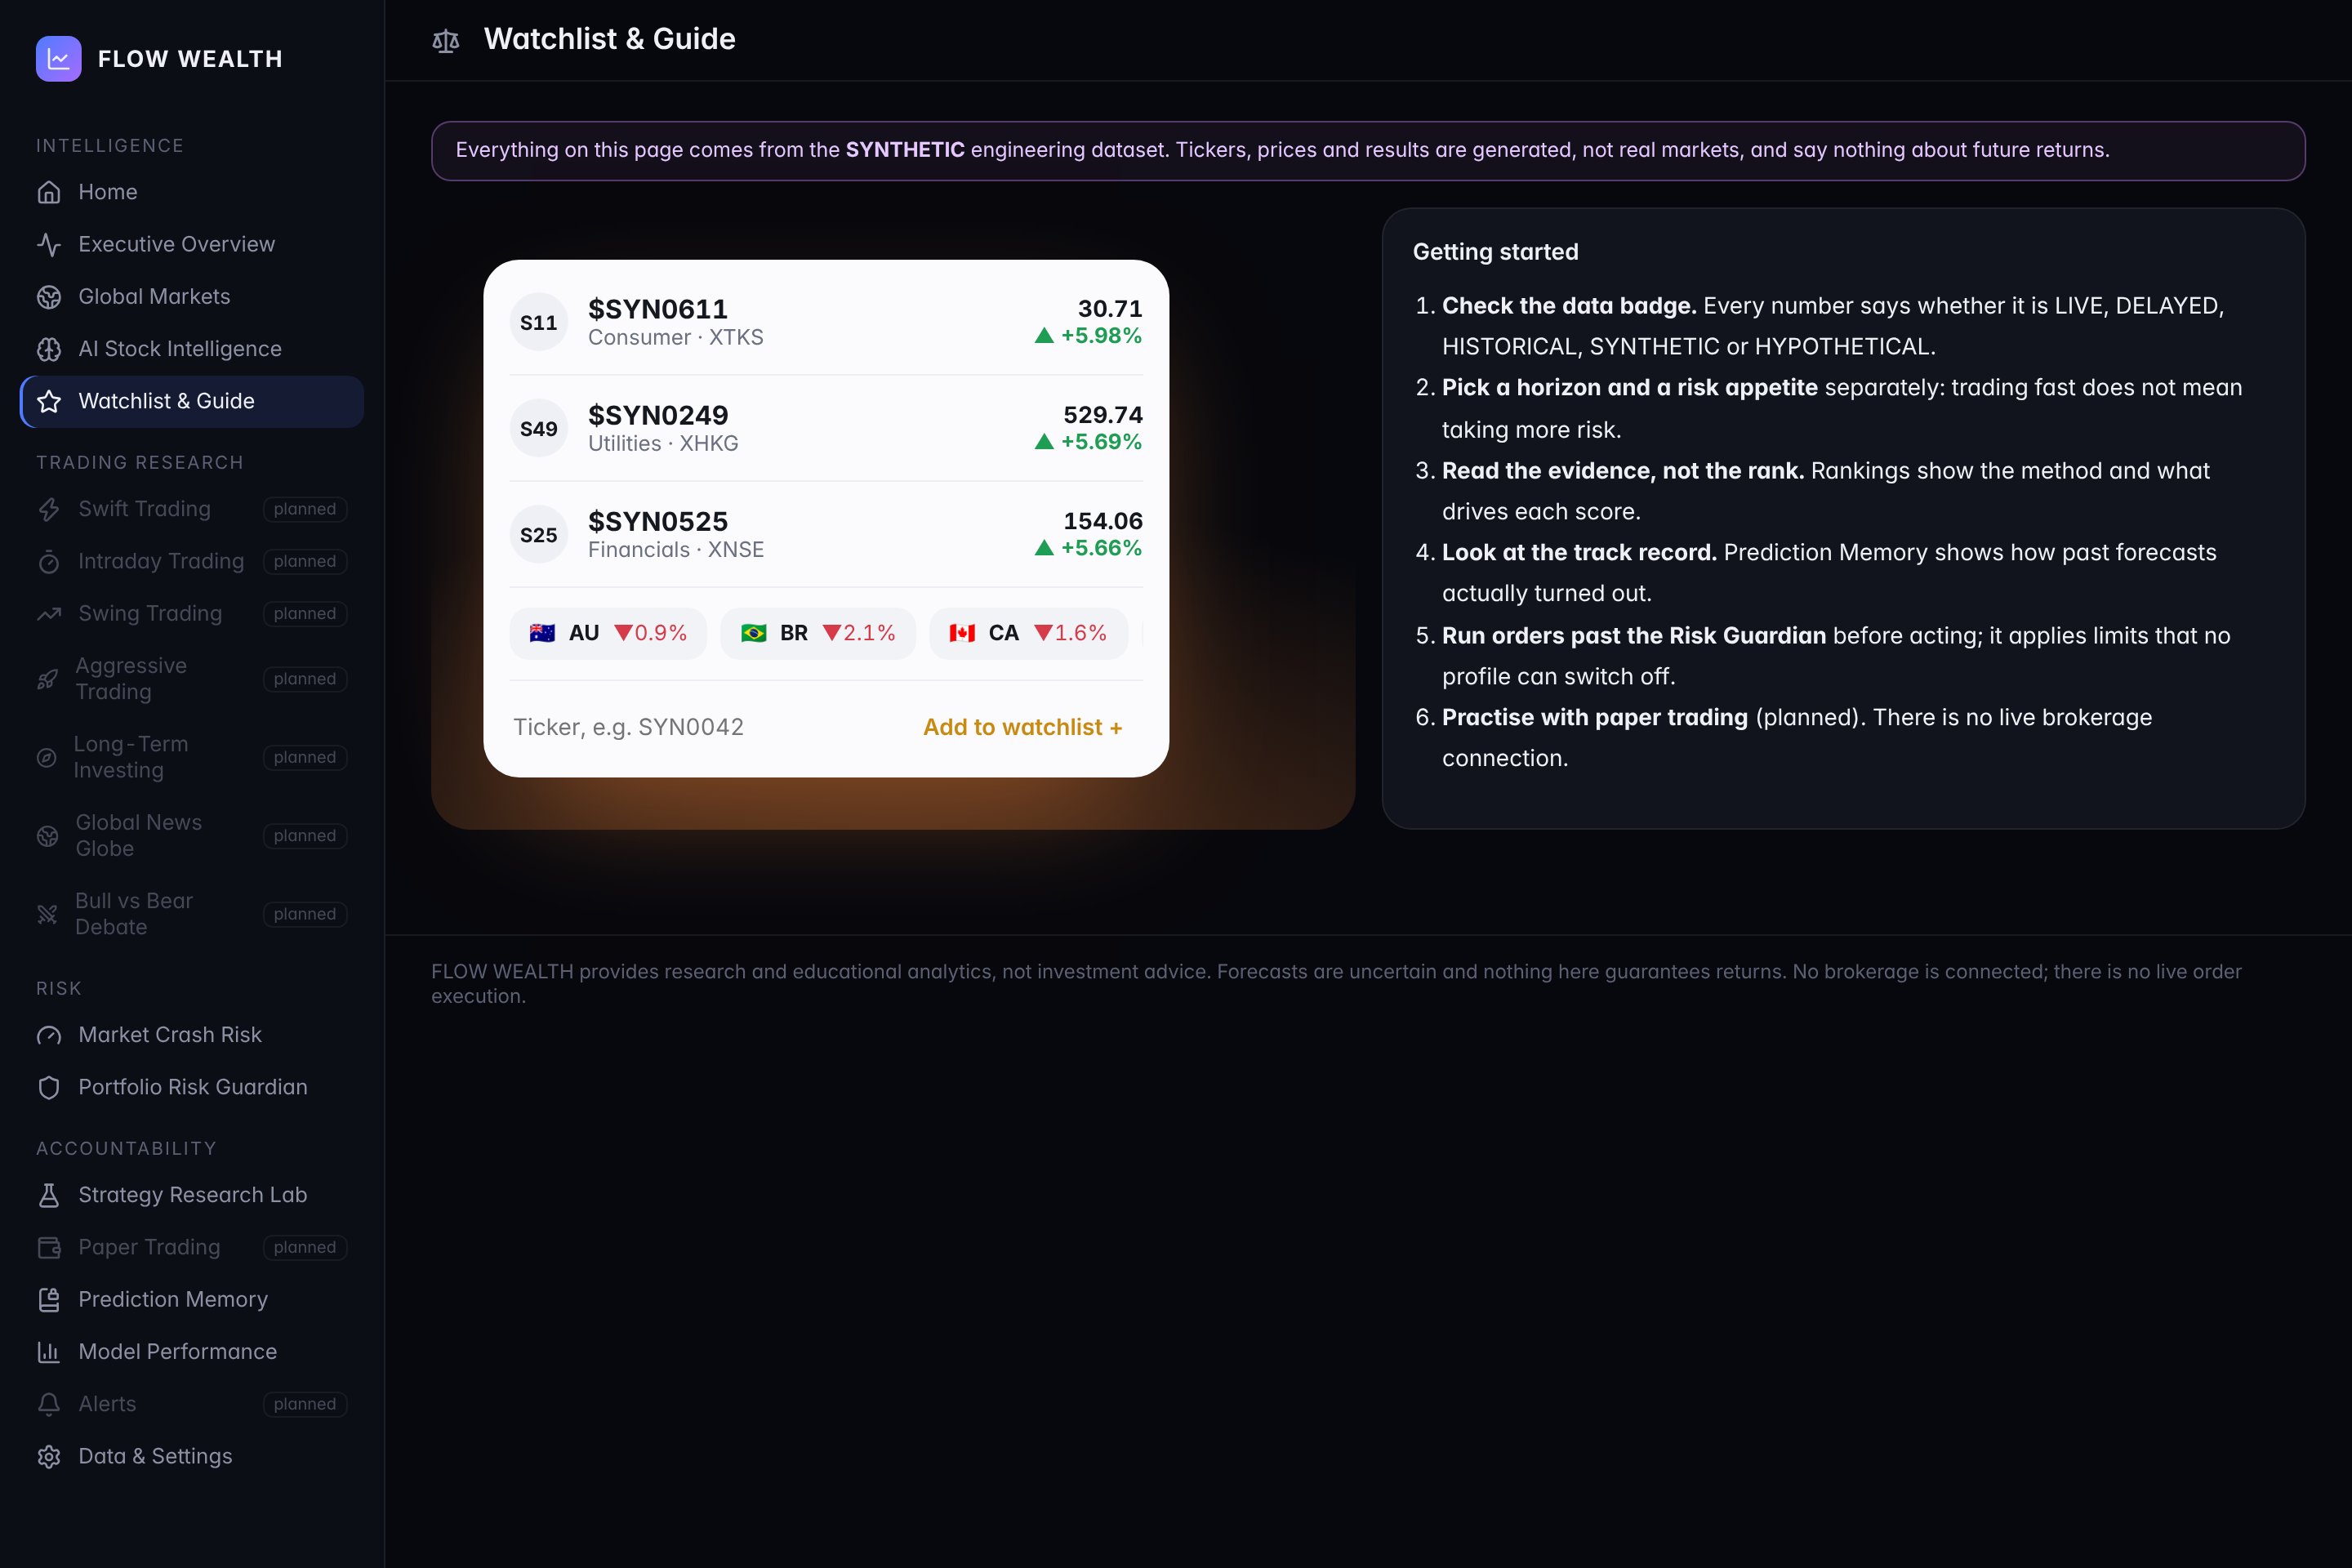 FLOW WEALTH
INTELLIGENCE
Home
Executive Overview
Global Markets
AI Stock Intelligence
Watchlist & Guide
TRADING RESEARCH
Swift Trading planned
Intraday Trading planned
Swing Trading planned
Aggressive
Trading
planned
Long-Term
Investing
planned
Global News
Globe
planned
Bull vs Bear
Debate
planned
RISK
Market Crash Risk
Portfolio Risk Guardian
ACCOUNTABILITY
Strategy Research Lab
Paper Trading planned
Prediction Memory
Model Performance
Alerts planned
Data & Settings
Watchlist & Guide
Everything on this page comes from the SYNTHETIC engineering dataset. Tickers, prices and results are generated, not real markets, and say nothing about future returns.
S11
$SYN0611
Consumer · XTKS
30.71
▲ +5.98%
S49
$SYN0249
Utilities · XHKG
529.74
▲ +5.69%
S25
$SYN0525
Financials · XNSE
154.06
▲ +5.66%
AU ▼0.9%
BR ▼2.1%
CA ▼1.6%
Ticker, e.g. SYN0042
Add to watchlist +
Getting started
1. Check the data badge. Every number says whether it is LIVE, DELAYED,
HISTORICAL, SYNTHETIC or HYPOTHETICAL.
2. Pick a horizon and a risk appetite separately: trading fast does not mean
taking more risk.
3. Read the evidence, not the rank. Rankings show the method and what
drives each score.
4. Look at the track record. Prediction Memory shows how past forecasts
actually turned out.
5. Run orders past the Risk Guardian before acting; it applies limits that no
profile can switch off.
6. Practise with paper trading (planned). There is no live brokerage
connection.
FLOW WEALTH provides research and educational analytics, not investment advice. Forecasts are uncertain and nothing here guarantees returns. No brokerage is connected; there is no live order
execution.